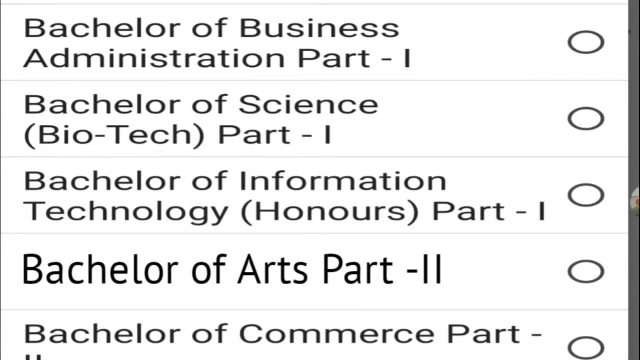 Bachelor of Business
Administration Part - I
Bachelor of Science
(Bio-Tech) Part - I
Bachelor of Information
Technology (Honours) Part - I
Bachelor of Arts Part -II
Bachelor of Commerce Part -
II